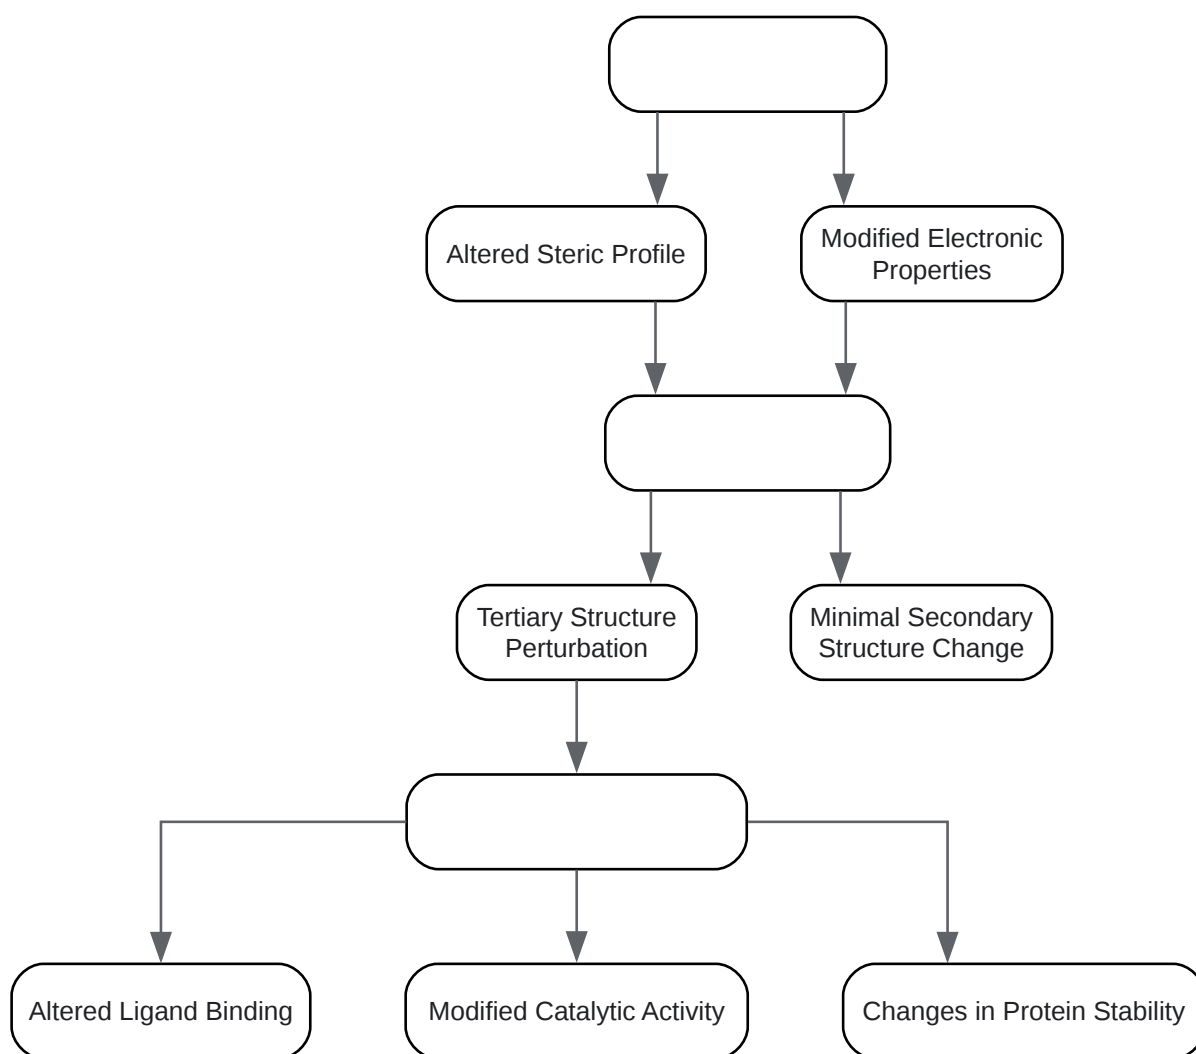 Altered Steric Profile
Modified Electronic
Properties
Tertiary Structure
Perturbation
Minimal Secondary
Structure Change
Altered Ligand Binding
Modified Catalytic Activity
Changes in Protein Stability